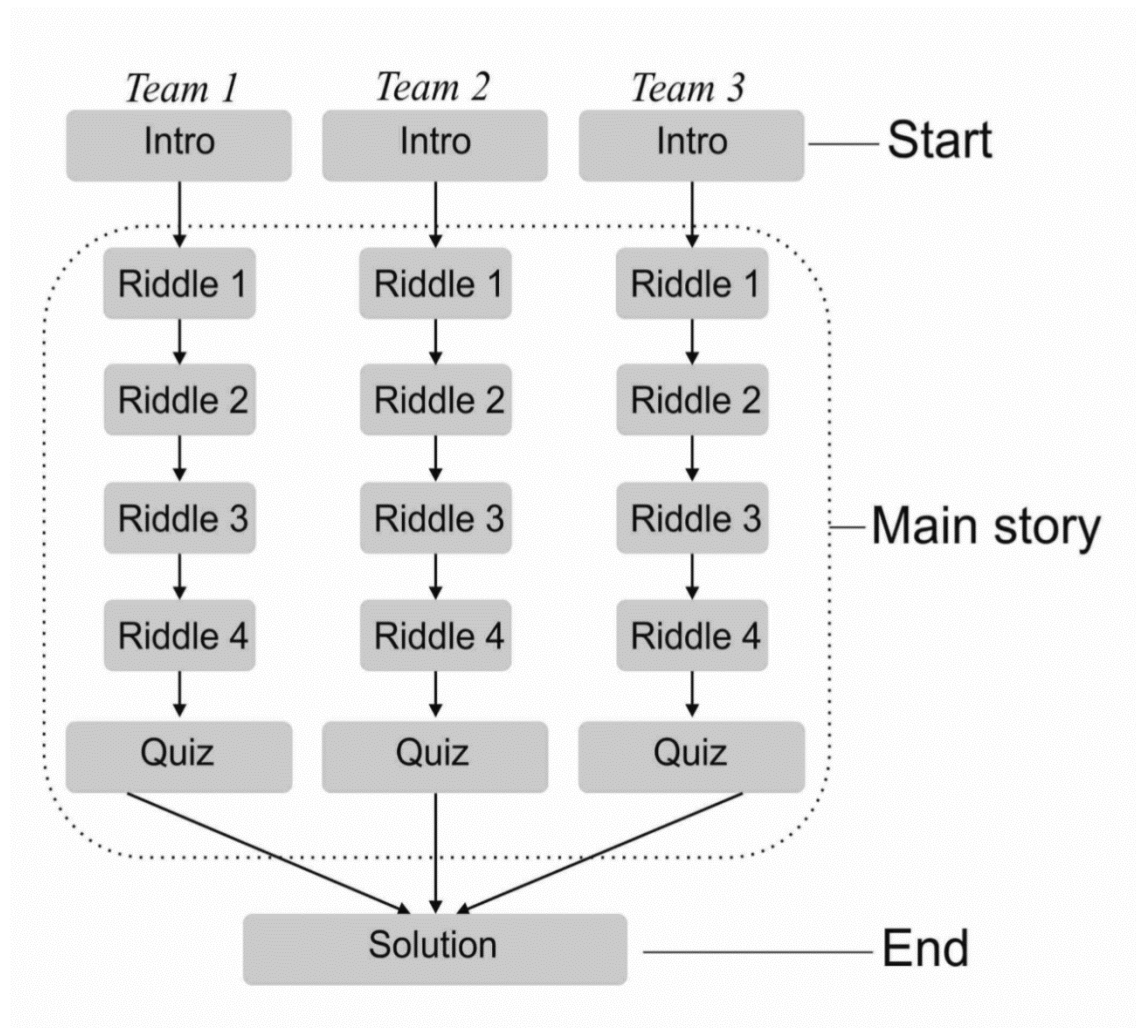 Team 1 Team 2 Team 3
Intro Intro Intro Start
Riddle 1 Riddle 1 Riddle 1
Riddle 2 Riddle 2 Riddle 2
Riddle 3 Riddle 3 Riddle 3 Main story
Riddle 4 Riddle 4 Riddle 4
Quiz Quiz Quiz
Solution End